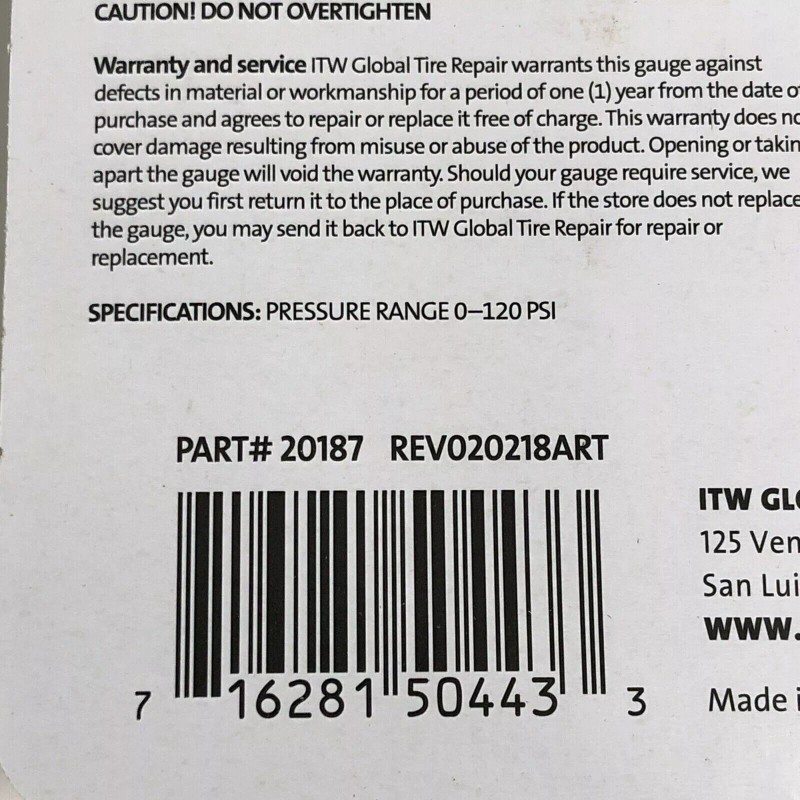 CAUTION! DO NOT OVERTIGHTEN
Warranty and service ITW Global Tire Repair warrants this gauge against
defects in material or workmanship for a period of one (1) year from the date
purchase and agrees to repair or replace it free of charge. This warranty does
cover damage resulting from misuse or abuse of the product. Opening or
apart the gauge will void the warranty. Should your gauge require service, we
suggest you first return it to the place of purchase. If the store does not replace
the gauge, you may send it back to ITW Global Tire Repair for repair or
replacement.
SPECIFICATIONS: PRESSURE RANGE 0–120 PSI
PART# 20187 REV020218ART
7 16281 50443 3
ITW
125
San
WWW.
Made